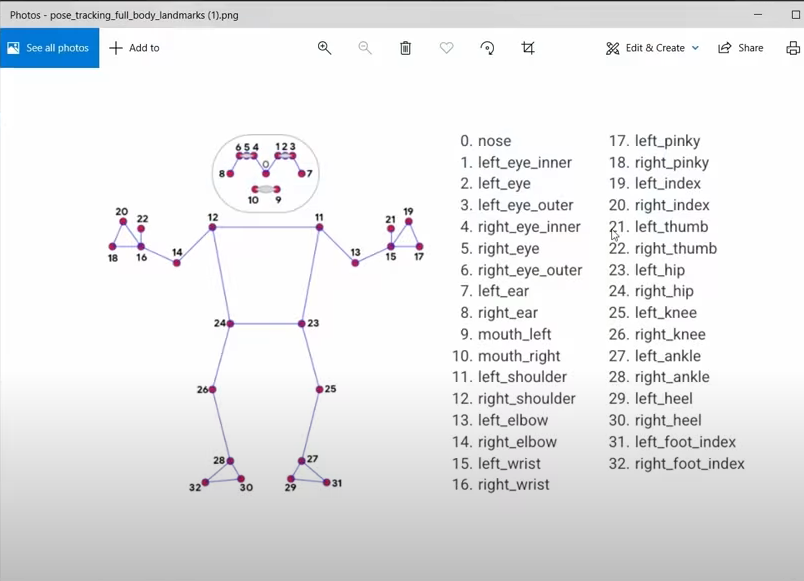 Photos - pose_tracking_full_body_landmarks (1).png
See all photos
Add to
Edit & Create
Share
6 5 4 1 2 3
0
8 7
10 9
20 22 12 11 21 19
18 16 14 13 15 17
24 23
26 25
28 27
32 30 29 31
0. nose
1. left_eye_inner
2. left_eye
3. left_eye_outer
4. right_eye_inner
5. right_eye
6. right_eye_outer
7. left_ear
8. right_ear
9. mouth_left
10. mouth_right
11. left_shoulder
12. right_shoulder
13. left_elbow
14. right_elbow
15. left_wrist
16. right_wrist
17. left_pinky
18. right_pinky
19. left_index
20. right_index
21. left_thumb
22. right_thumb
23. left_hip
24. right_hip
25. left_knee
26. right_knee
27. left_ankle
28. right_ankle
29. left_heel
30. right_heel
31. left_foot_index
32. right_foot_index